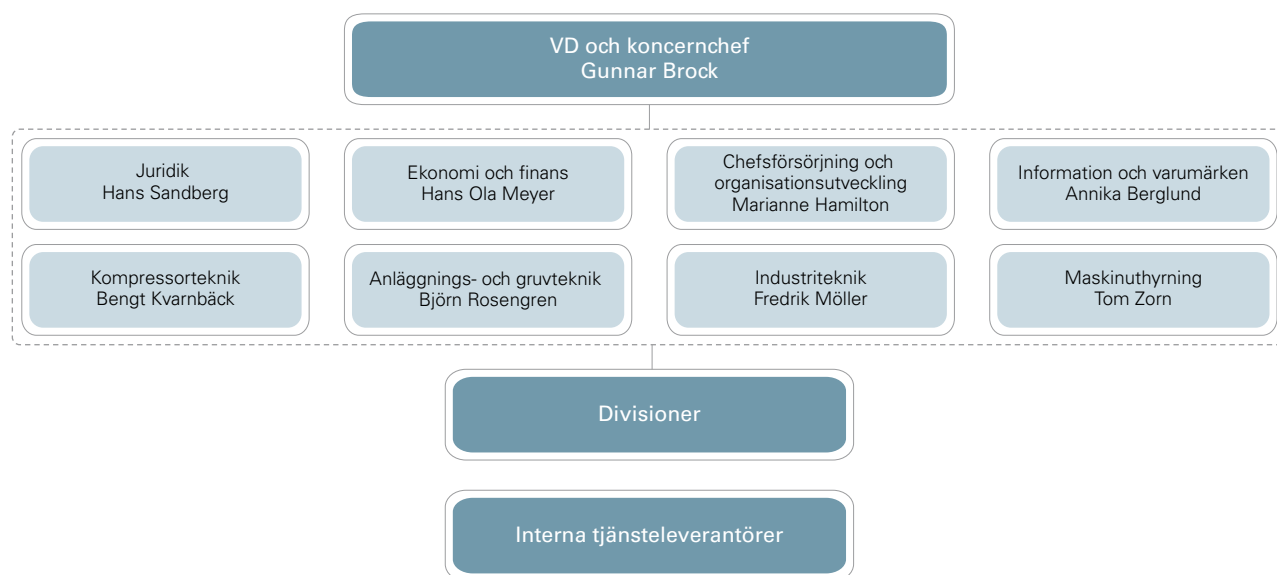 VD och koncernchef
Gunnar Brock
Juridik
Hans Sandberg
Ekonomi och finans
Hans Ola Meyer
Chefsförsörjning och
organisationsutveckling
Marianne Hamilton
Information och varumärken
Annika Berglund
Kompressorteknik
Bengt Kvarnbäck
Anläggnings- och gruvteknik
Björn Rosengren
Industriteknik
Fredrik Möller
Maskinuthyrning
Tom Zorn
Divisioner
Interna tjänsteleverantörer